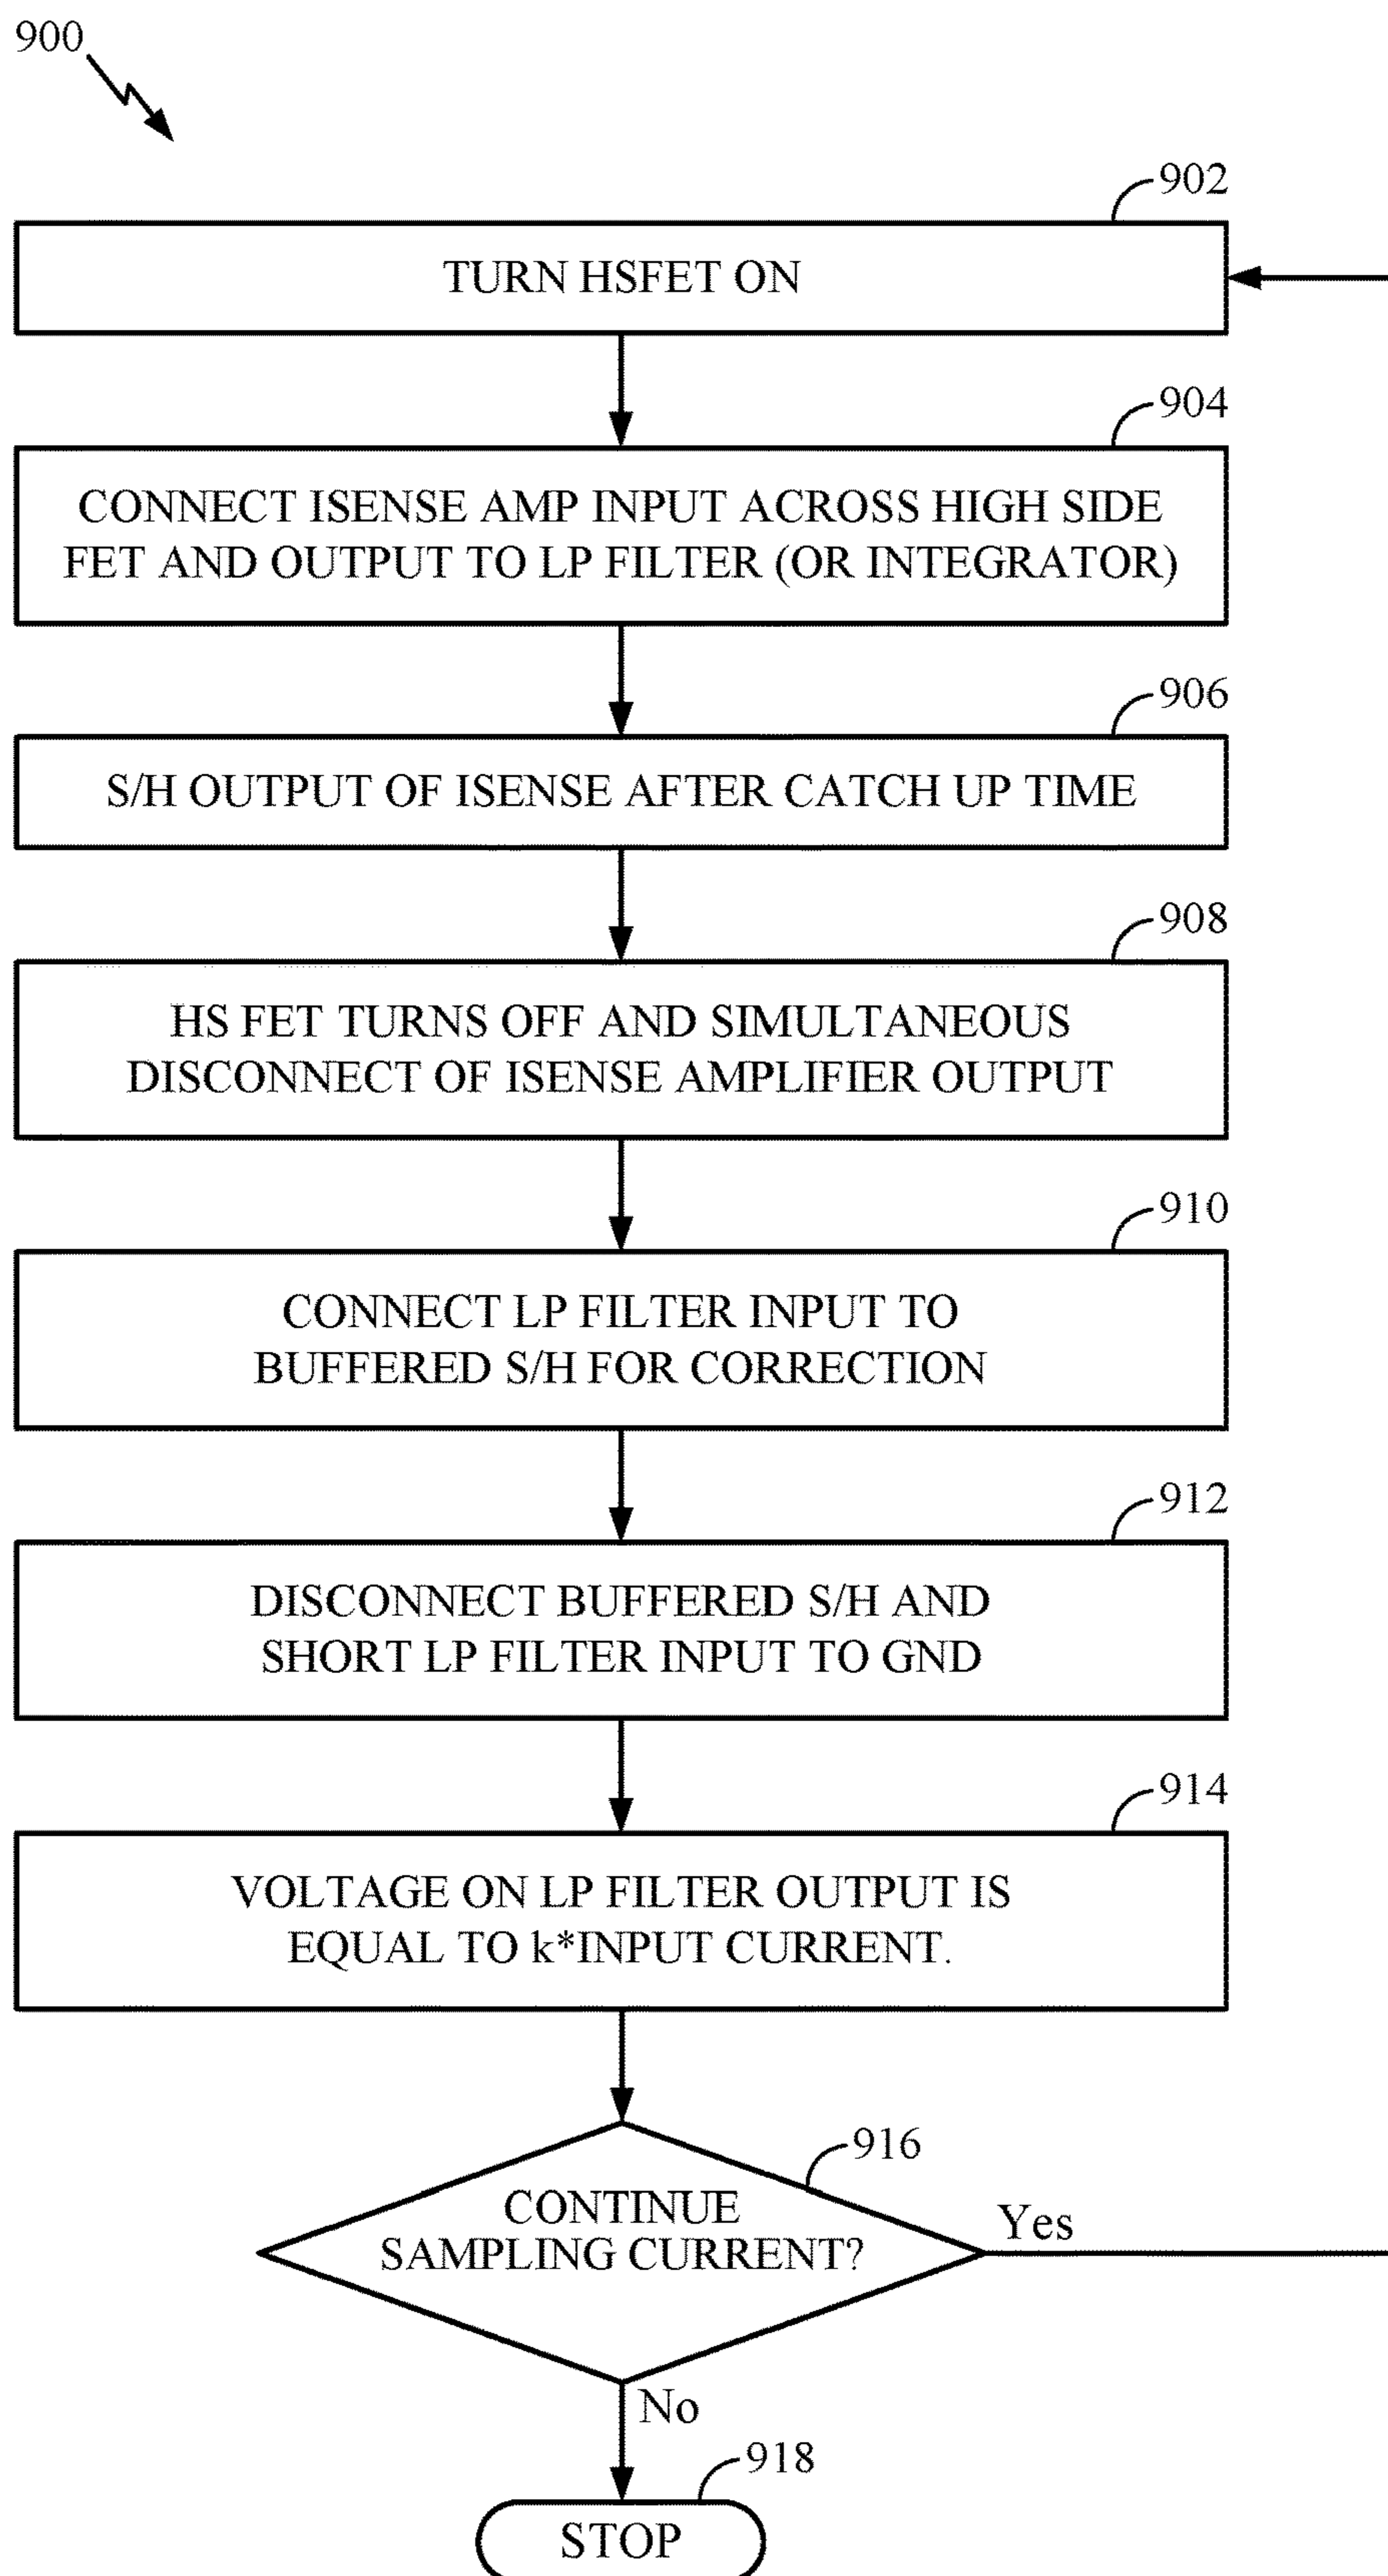 900
902
TURN HSFET ON
904
CONNECT ISENSE AMP INPUT ACROSS HIGH SIDE
FET AND OUTPUT TO LP FILTER (OR INTEGRATOR)
906
S/H OUTPUT OF ISENSE AFTER CATCH UP TIME
908
HS FET TURNS OFF AND SIMULTANEOUS
DISCONNECT OF ISENSE AMPLIFIER OUTPUT
910
CONNECT LP FILTER INPUT TO
BUFFERED S/H FOR CORRECTION
912
DISCONNECT BUFFERED S/H AND
SHORT LP FILTER INPUT TO GND
914
VOLTAGE ON LP FILTER OUTPUT IS
EQUAL TO k*INPUT CURRENT.
916
CONTINUE
SAMPLING CURRENT?
Yes
No
918
STOP